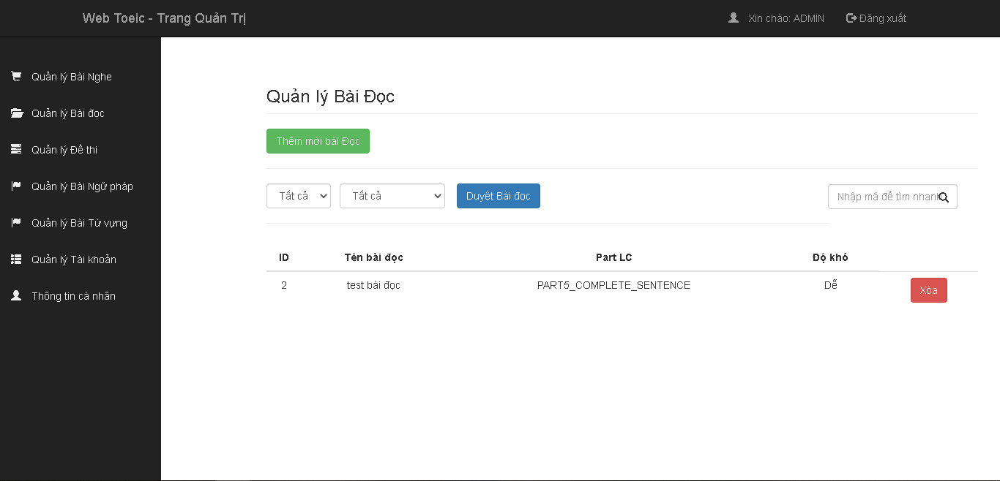 Web Toeic - Trang Quản Trị
Xin chào: ADMIN
Đăng xuất
Quản lý Bài Nghe
Quản lý Bài đọc
Quản lý Đề thi
Quản lý Bài Ngữ pháp
Quản lý Bài Từ vựng
Quản lý Tài khoản
Thông tin cá nhân
Quản lý Bài Đọc
Thêm mới bài Đọc
Tất cả Tất cả Duyệt Bài đọc Nhập mã để tìm nhanh
ID Tên bài đọc Part LC Độ khó
2 test bài đọc PART5_COMPLETE_SENTENCE Dễ Xóa